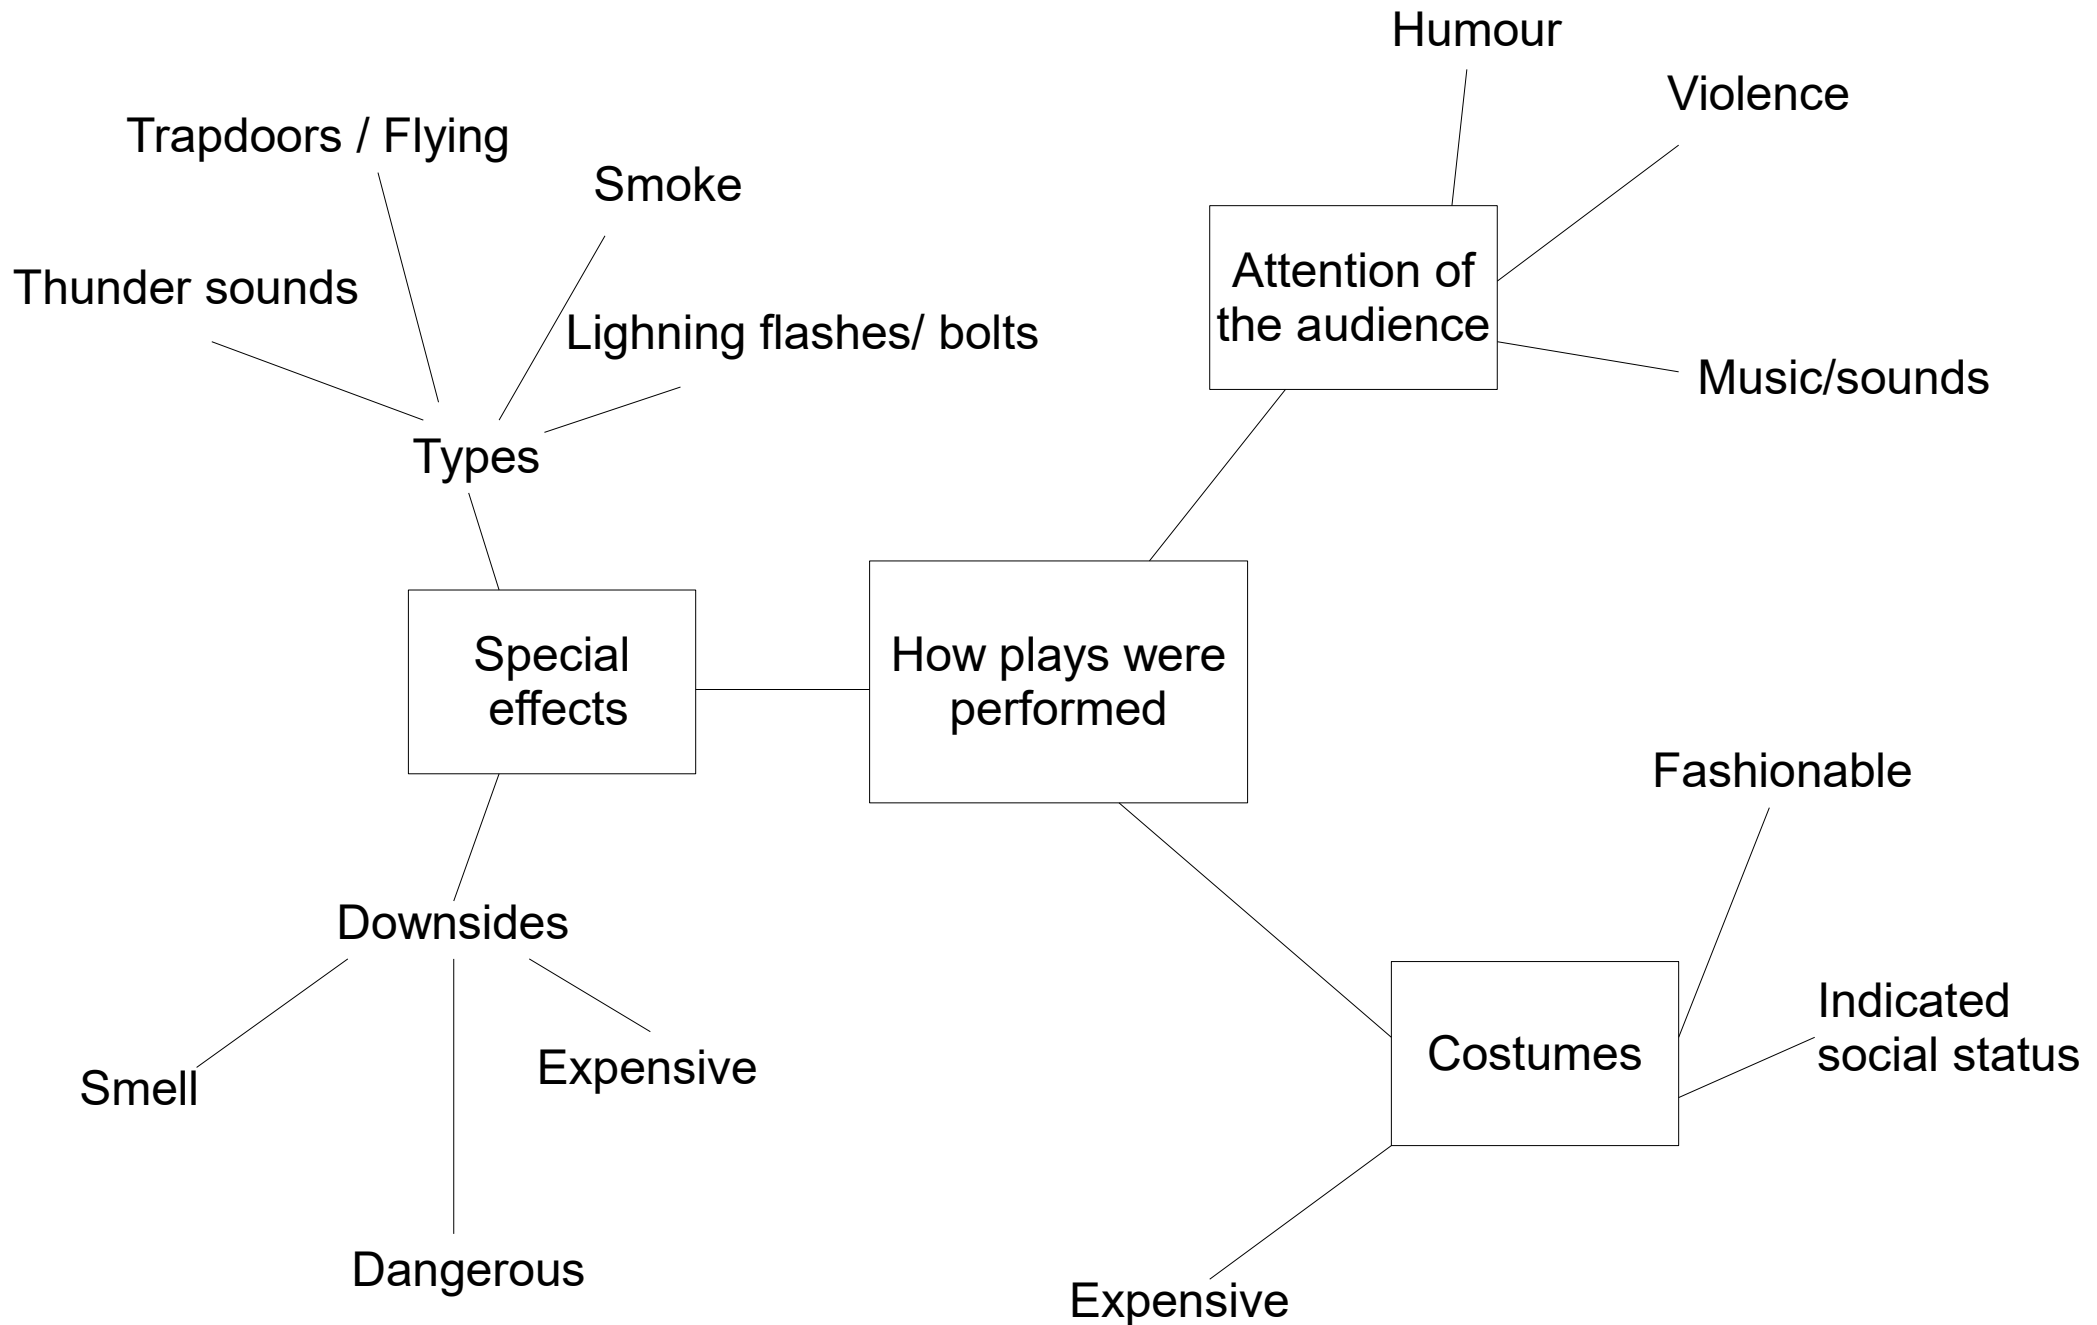 Humour
Violence
Trapdoors / Flying
Smoke
Thunder sounds
Lighning flashes/ bolts
Attention of
the audience
Music/sounds
Types
Special
effects
How plays were
performed
Fashionable
Downsides
Indicated
social status
Costumes
Smell
Expensive
Dangerous
Expensive